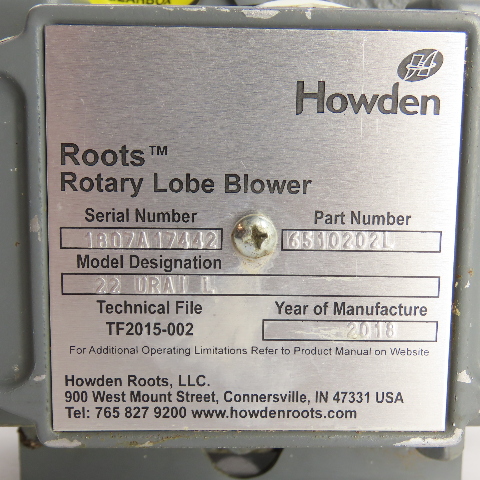 GEARBOX
Howden
Roots™
Rotary Lobe Blower
Serial Number
Part Number
1807A17442
6510202L
Model Designation
22 URAI L
Technical File
Year of Manufacture
TF2015-002
2018
For Additional Operating Limitations Refer to Product Manual on Website
Howden Roots, LLC.
900 West Mount Street, Connersville, IN 47331 USA
Tel: 765 827 9200 www.howdenroots.com